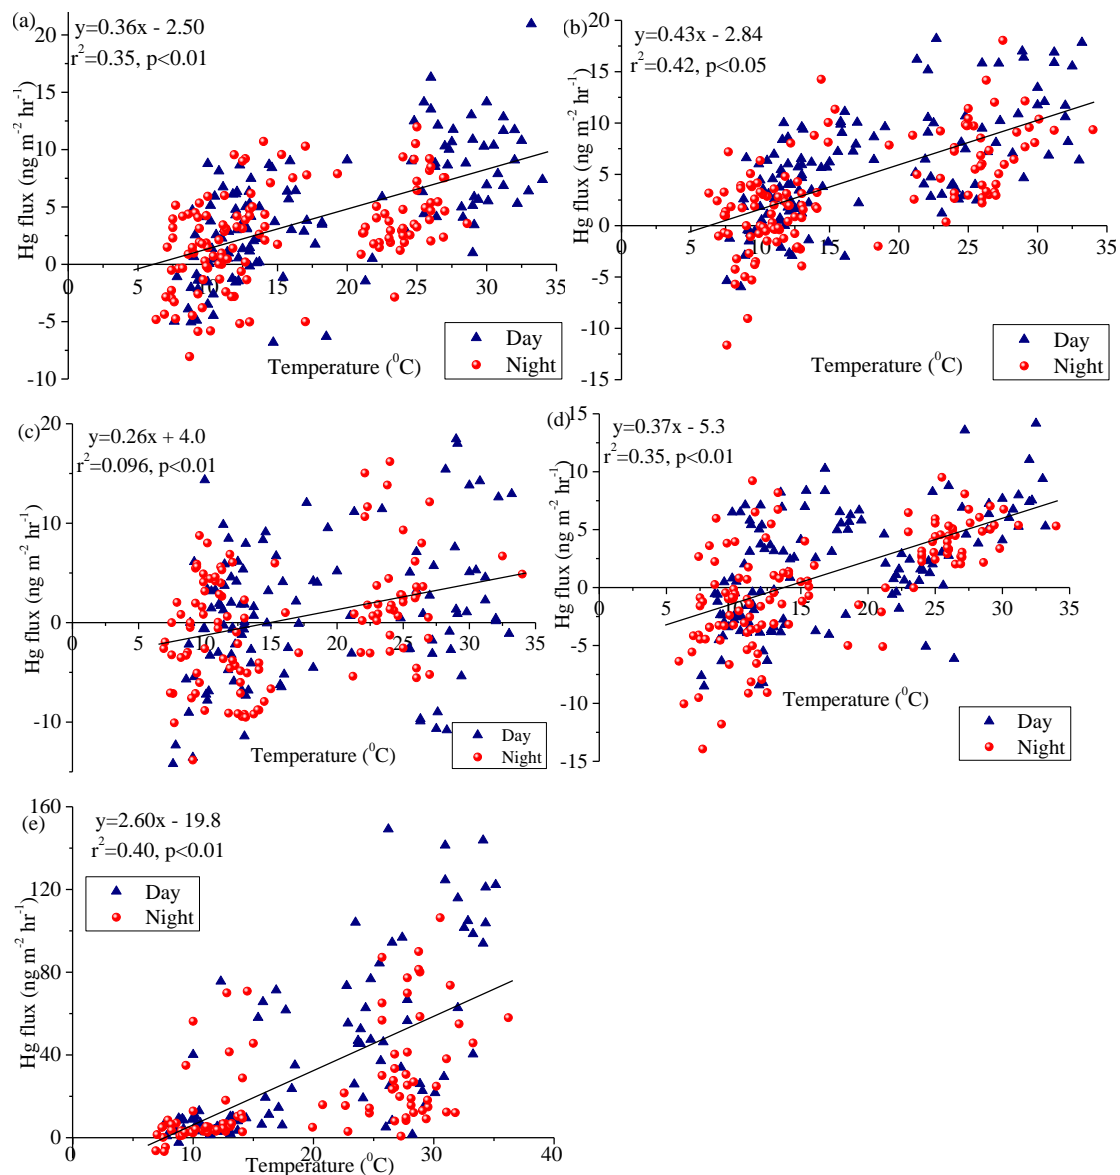 (a)
y=0.36x - 2.50
r²=0.35, p<0.01
Hg flux (ng m⁻² hr⁻¹)
20
15
10
5
0
-5
-10
0 5 10 15 20 25 30 35
Temperature (⁰C)
Day
Night
(b)
y=0.43x - 2.84
r²=0.42, p<0.05
Hg flux (ng m⁻² hr⁻¹)
20
15
10
5
0
-5
-10
-15
0 5 10 15 20 25 30 35
Temperature (⁰C)
Day
Night
(c)
y=0.26x + 4.0
r²=0.096, p<0.01
Hg flux (ng m⁻² hr⁻¹)
20
10
0
-10
0 5 10 15 20 25 30 35
Temperature (⁰C)
Day
Night
(d)
y=0.37x - 5.3
r²=0.35, p<0.01
Hg flux (ng m⁻² hr⁻¹)
15
10
5
0
-5
-10
-15
0 5 10 15 20 25 30 35
Temperature (⁰C)
Day
Night
(e)
y=2.60x - 19.8
r²=0.40, p<0.01
Day
Night
Hg flux (ng m⁻² hr⁻¹)
160
120
80
40
0
10 20 30 40
Temperature (⁰C)